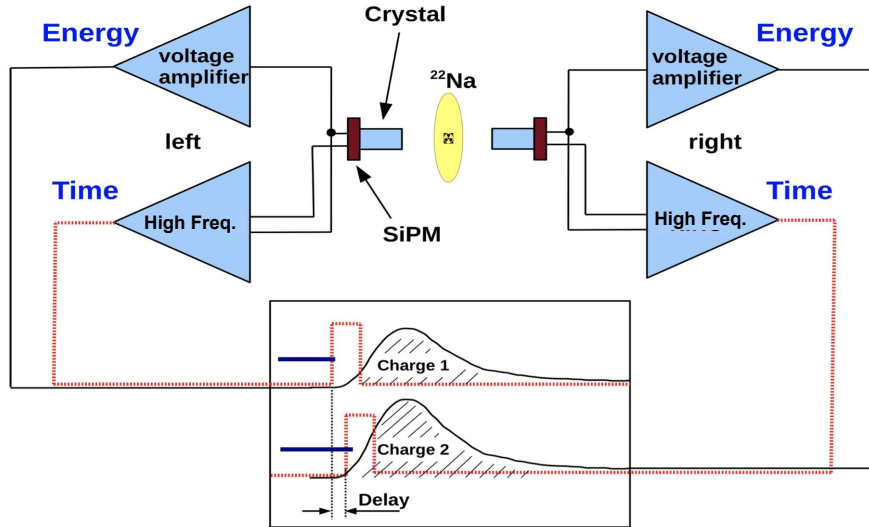 Crystal
Energy
voltage
amplifier
²²Na
voltage
amplifier
Energy
left
right
Time
High Freq.
SiPM
High Freq.
Time
Charge 1
Charge 2
Delay